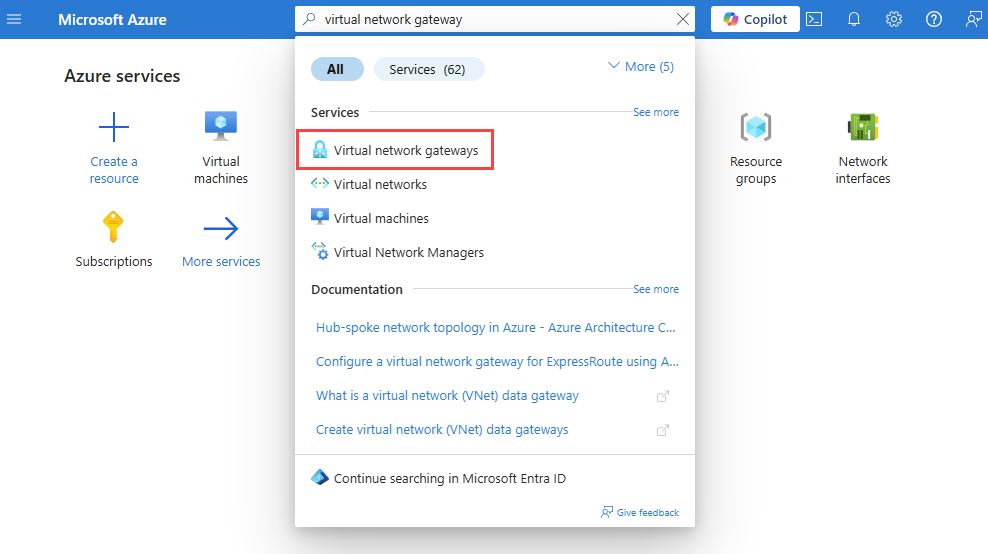 Microsoft Azure
virtual network gateway
Copilot
All
Services (62)
More (5)
Azure services
Services
See more
Create a
resource
Virtual
machines
Virtual network gateways
Virtual networks
Virtual machines
Virtual Network Managers
Resource
groups
Network
interfaces
Subscriptions
More services
Documentation
See more
Hub-spoke network topology in Azure - Azure Architecture C...
Configure a virtual network gateway for ExpressRoute using A...
What is a virtual network (VNet) data gateway
Create virtual network (VNet) data gateways
Continue searching in Microsoft Entra ID
Give feedback